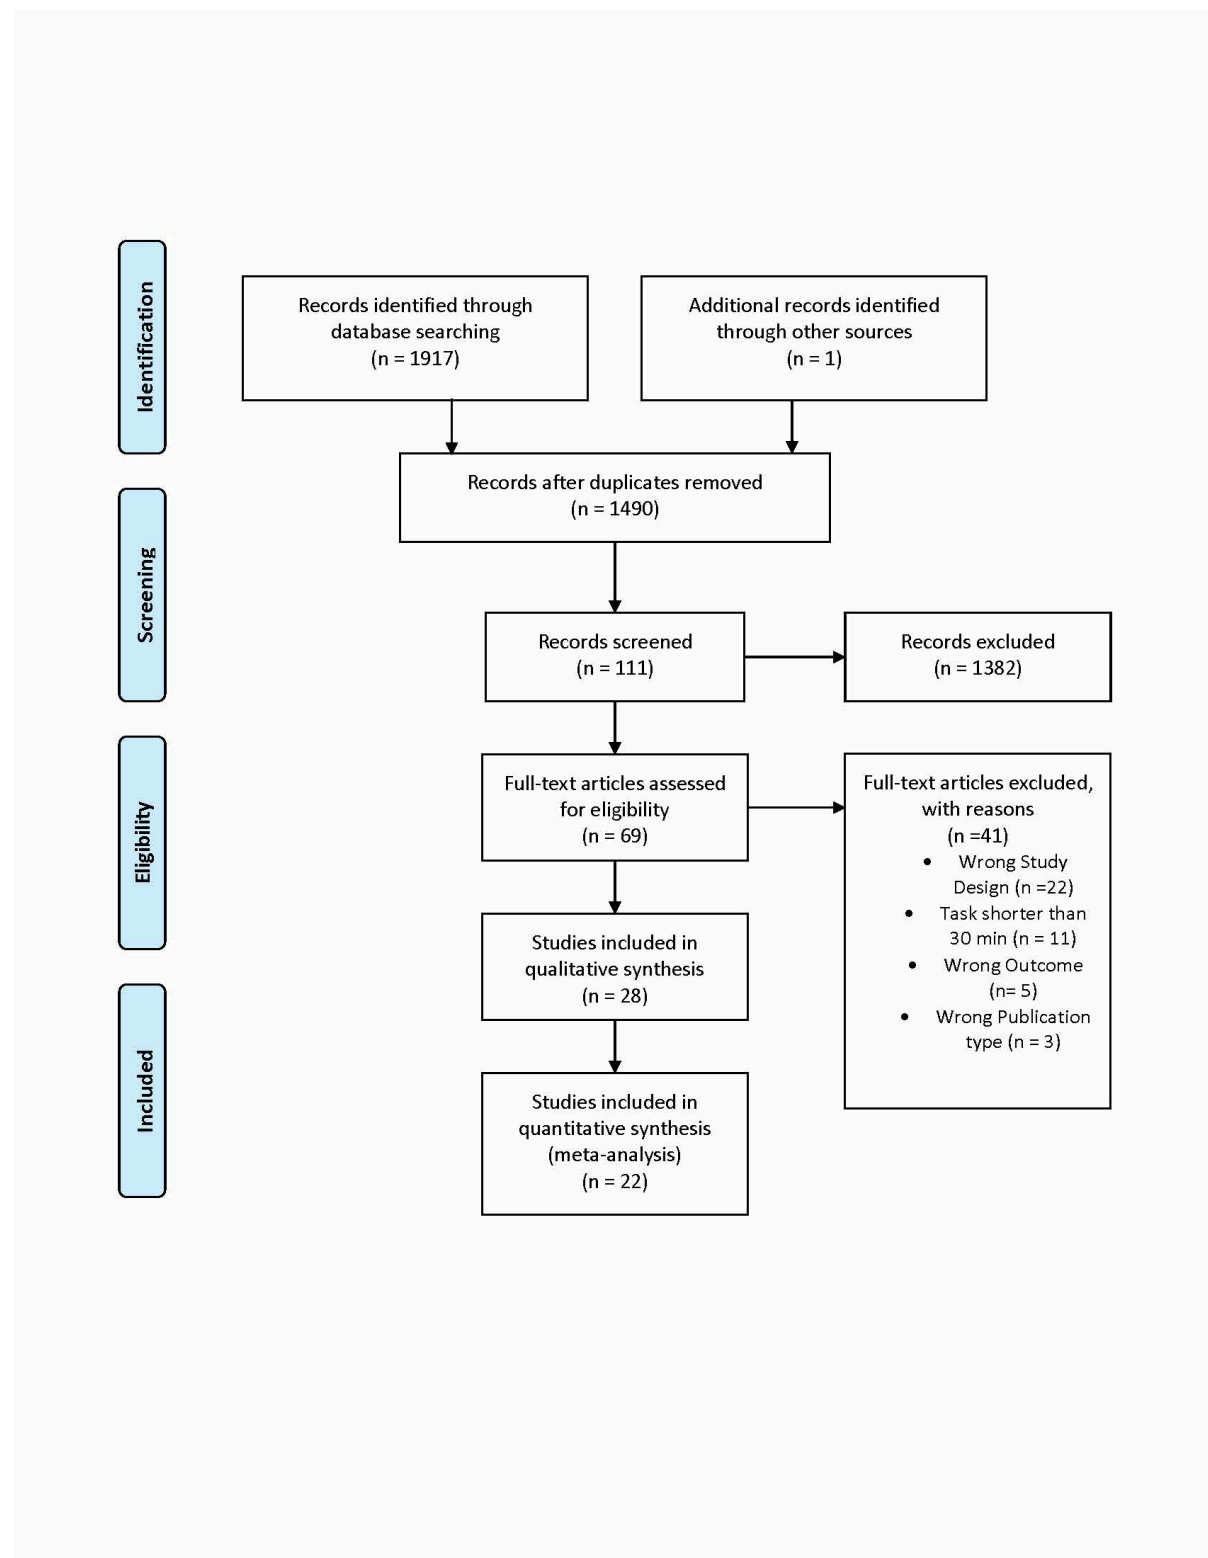 Identification
Records identified through
database searching
(n = 1917)
Additional records identified
through other sources
(n = 1)
Records after duplicates removed
(n = 1490)
Screening
Records screened
(n = 111)
Records excluded
(n = 1382)
Eligibility
Full-text articles assessed
for eligibility
(n = 69)
Full-text articles excluded,
with reasons
(n =41)
• Wrong Study
Design (n =22)
• Task shorter than
30 min (n = 11)
• Wrong Outcome
(n= 5)
• Wrong Publication
type (n = 3)
Studies included in
qualitative synthesis
(n = 28)
Included
Studies included in
quantitative synthesis
(meta-analysis)
(n = 22)